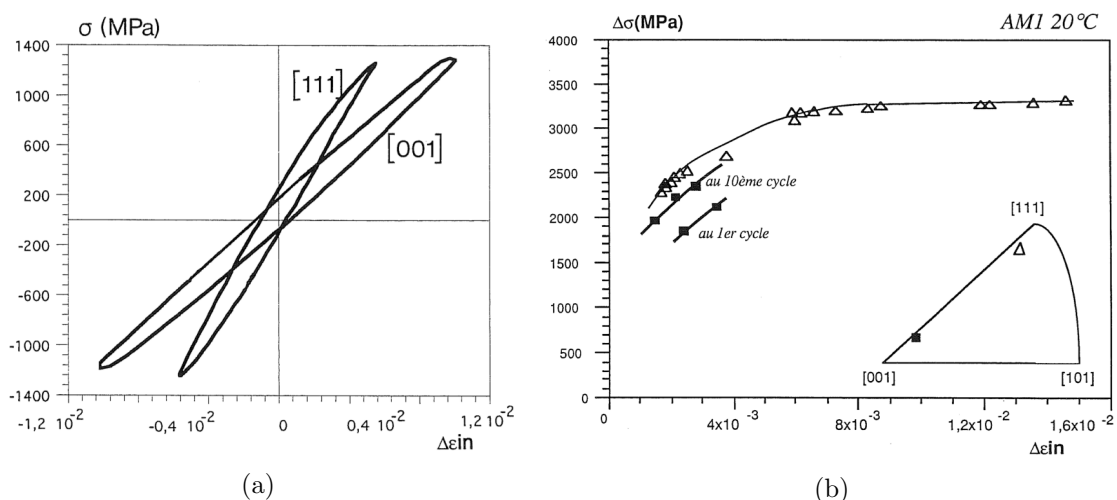 σ (MPa)
1400
1000
600
200
-200
-600
-1000
-1400
[111]
[001]
-1,2 10⁻²
-0,4 10⁻²
0
0,4 10⁻²
1,2 10⁻²
Δεin
(a)
Δσ(MPa)
AM1 20°C
4000
3500
3000
2500
2000
1500
1000
500
0
au 10ème cycle
au 1er cycle
[111]
[001]
[101]
0
4x10⁻³
8x10⁻³
1,2x10⁻²
1,6x10⁻²
Δεin
(b)